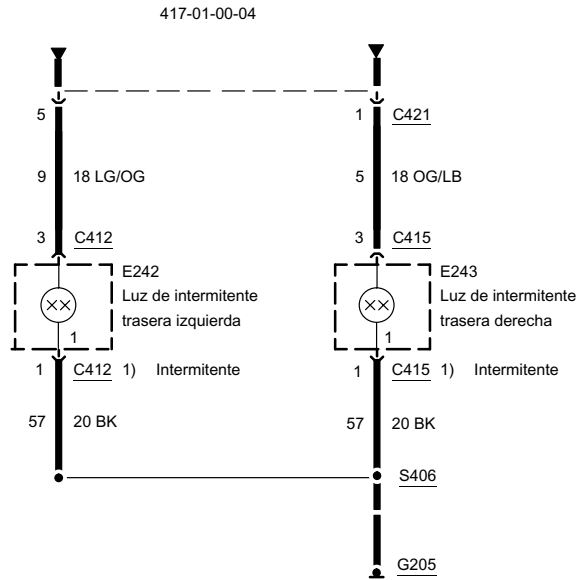 417-01-00-04
5 1 C421
9 18 LG/OG 5 18 OG/LB
3 C412 3 C415
E242 E243
Luz de intermitente Luz de intermitente
trasera izquierda trasera derecha
1 1
1 C412 1) Intermitente 1 C415 1) Intermitente
57 20 BK 57 20 BK
S406
G205